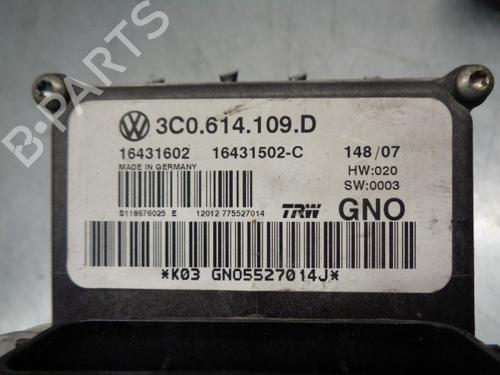 3C0.614.109.D
16431602 16431502-C 148/07
MADE IN GERMANY HW:020
SW:0003
S118676025 E 12012 775527014 TRW GNO
*K03 GNO5527014J*
B-PARTS